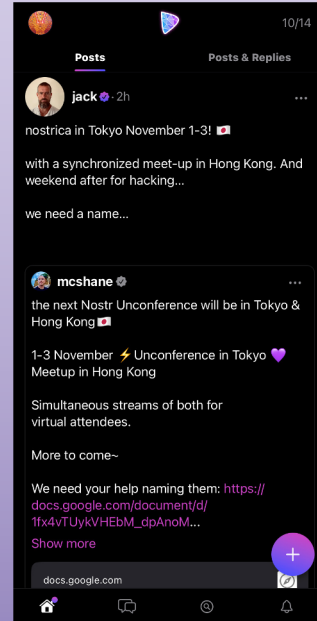 10/14
Posts Posts & Replies
jack · 2h
nostrica in Tokyo November 1-3! 🇯🇵
with a synchronized meet-up in Hong Kong. And
weekend after for hacking...
we need a name...
mcshane
the next Nostr Unconference will be in Tokyo &
Hong Kong🇯🇵
1-3 November ⚡Unconference in Tokyo 💜
Meetup in Hong Kong
Simultaneous streams of both for
virtual attendees.
More to come~
We need your help naming them: https://
docs.google.com/document/d/
1fx4vTUykVHEbM_dpAnoM...
Show more
docs.google.com